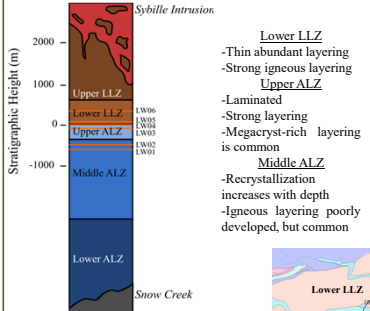 Sybille Intrusion
Stratigraphic Height (m)
2000
1000
0
-1000
Upper LLZ
Lower LLZ
Upper ALZ
Middle ALZ
Lower ALZ
LW06
LW05
LW04
LW03
LW02
LW01
Snow Creek
Lower LLZ
-Thin abundant layering
-Strong igneous layering
Upper ALZ
-Laminated
-Strong layering
-Megacryst-rich layering
is common
Middle ALZ
-Recrystallization
increases with depth
-Igneous layering poorly
developed, but common
Lower LLZ